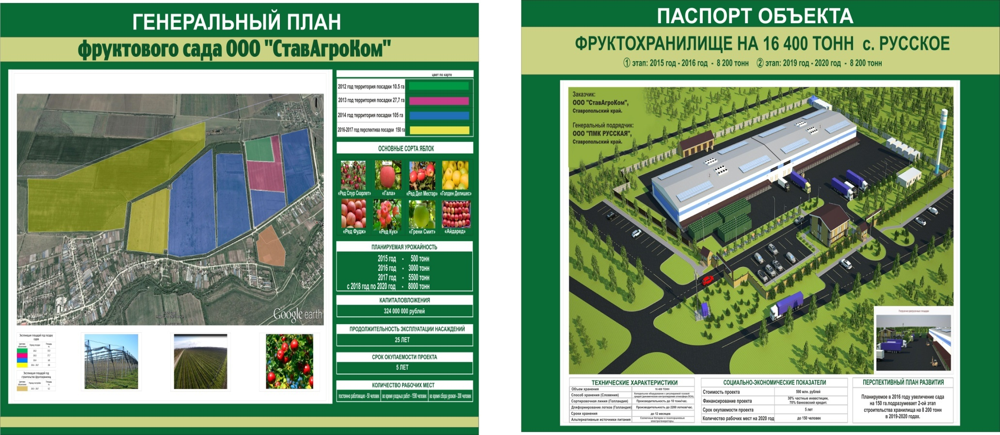 ГЕНЕРАЛЬНЫЙ ПЛАН
фруктового сада ООО "СтавАгроКом"
цвет по карте
2012 год территория посадки 10.5 га
2013 год территория посадки 27,7 га
2014 год территория посадки 105 га
2016-2017 год перспектива посадки 150 га
ОСНОВНЫЕ СОРТА ЯБЛОК
«Ред Спур Скарлет» «Гала» «Ред Дел Местар» «Голден Делишес»
«Ред Фудж» «Ред Кук» «Грени Смит» «Айдаред»
ПЛАНИРУЕМАЯ УРОЖАЙНОСТЬ
2015 год - 500 тонн
2016 год - 3000 тонн
2017 год - 5500 тонн
с 2018 год по 2020 год - 8000 тонн
КАПИТАЛОВЛОЖЕНИЯ
324 000 000 рублей
ПРОДОЛЖИТЕЛЬНОСТЬ ЭКСПЛУАТАЦИИ НАСАЖДЕНИЙ
25 ЛЕТ
СРОК ОКУПАЕМОСТИ ПРОЕКТА
5 ЛЕТ
КОЛИЧЕСТВО РАБОЧИХ МЕСТ
постоянно работающих - 50 человек во время уходных работ - 1590 человек во время сбора урожая - 200 человек
Google earth
Экспликация площадей под посадку
садов
Цветовое обозначение Период посадки Площадь га.
2012 10,5
2013 27,7
2014 105
2016 - 2017 150
Экспликация площадей под
строительство фруктохранилищ
Цветовое обозначение Период постройки Площадь га.
2015 - 2017 9,2
ПАСПОРТ ОБЪЕКТА
ФРУКТОХРАНИЛИЩЕ НА 16 400 ТОНН с. РУССКОЕ
1 этап: 2015 год - 2016 год - 8 200 тонн 2 этап: 2019 год - 2020 год - 8 200 тонн
Заказчик:
ООО "СтавАгроКом",
Ставропольский край.
Генеральный подрядчик:
ООО "ПМК РУССКАЯ",
Ставропольский край.
1
2
Погрузочно разгрузочные площадки
ТЕХНИЧЕСКИЕ ХАРАКТЕРИСТИКИ
Объем хранения 16 400 ТОНН
Способ хранения (Словения) Холодильное оборудование с регулируемой газовой
средой (динамическая контролируемая атмосфера DCA).
Сортировочная линия (Голландия) Производительность до 10 тонн/час.
Дляформирование лотков (Голландия) Производительность до 2200 лотков/час.
Сроки хранения до 12 месяцев
Альтернативные источники питания Солнечные батареи и газопоршневые
электрогенераторы.
СОЦИАЛЬНО-ЭКОНОМИЧЕСКИЕ ПОКАЗАТЕЛИ
Стоимость проекта 590 млн. рублей
Финансирование проекта 30% частные инвестиции,
70% банковский кредит.
Срок окупаемости проекта 5 лет
Количество рабочих мест на 2020 год до 150 человек
ПЕРСПЕКТИВНЫЙ ПЛАН РАЗВИТИЯ
Планируемое в 2016 году увеличение сада
на 150 га.подразумевает 2-ой этап
строительства хранилища на 8 200 тонн
в 2019-2020 годах.